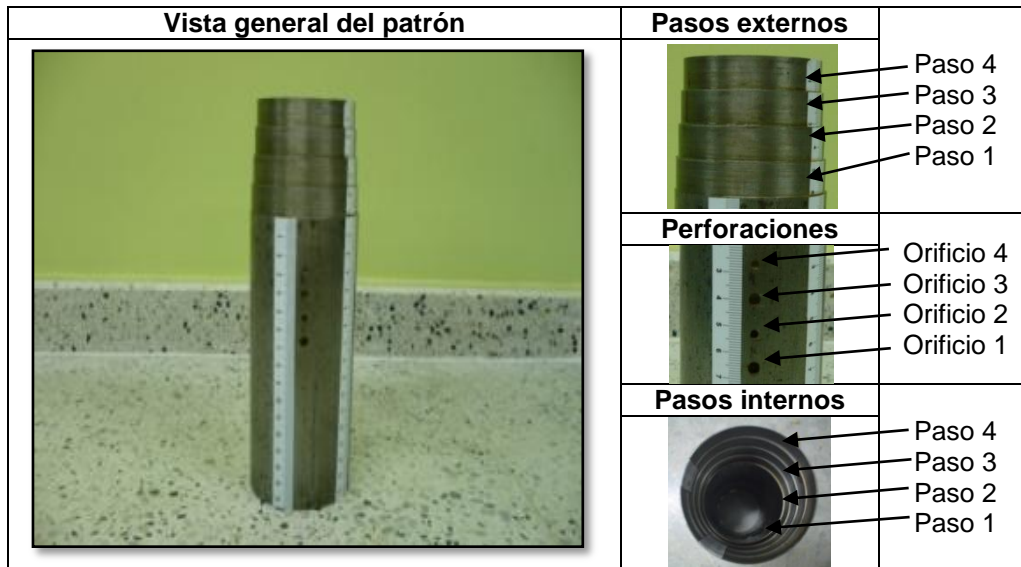 Vista general del patrón
Pasos externos
Paso 4
Paso 3
Paso 2
Paso 1
Perforaciones
Orificio 4
Orificio 3
Orificio 2
Orificio 1
Pasos internos
Paso 4
Paso 3
Paso 2
Paso 1